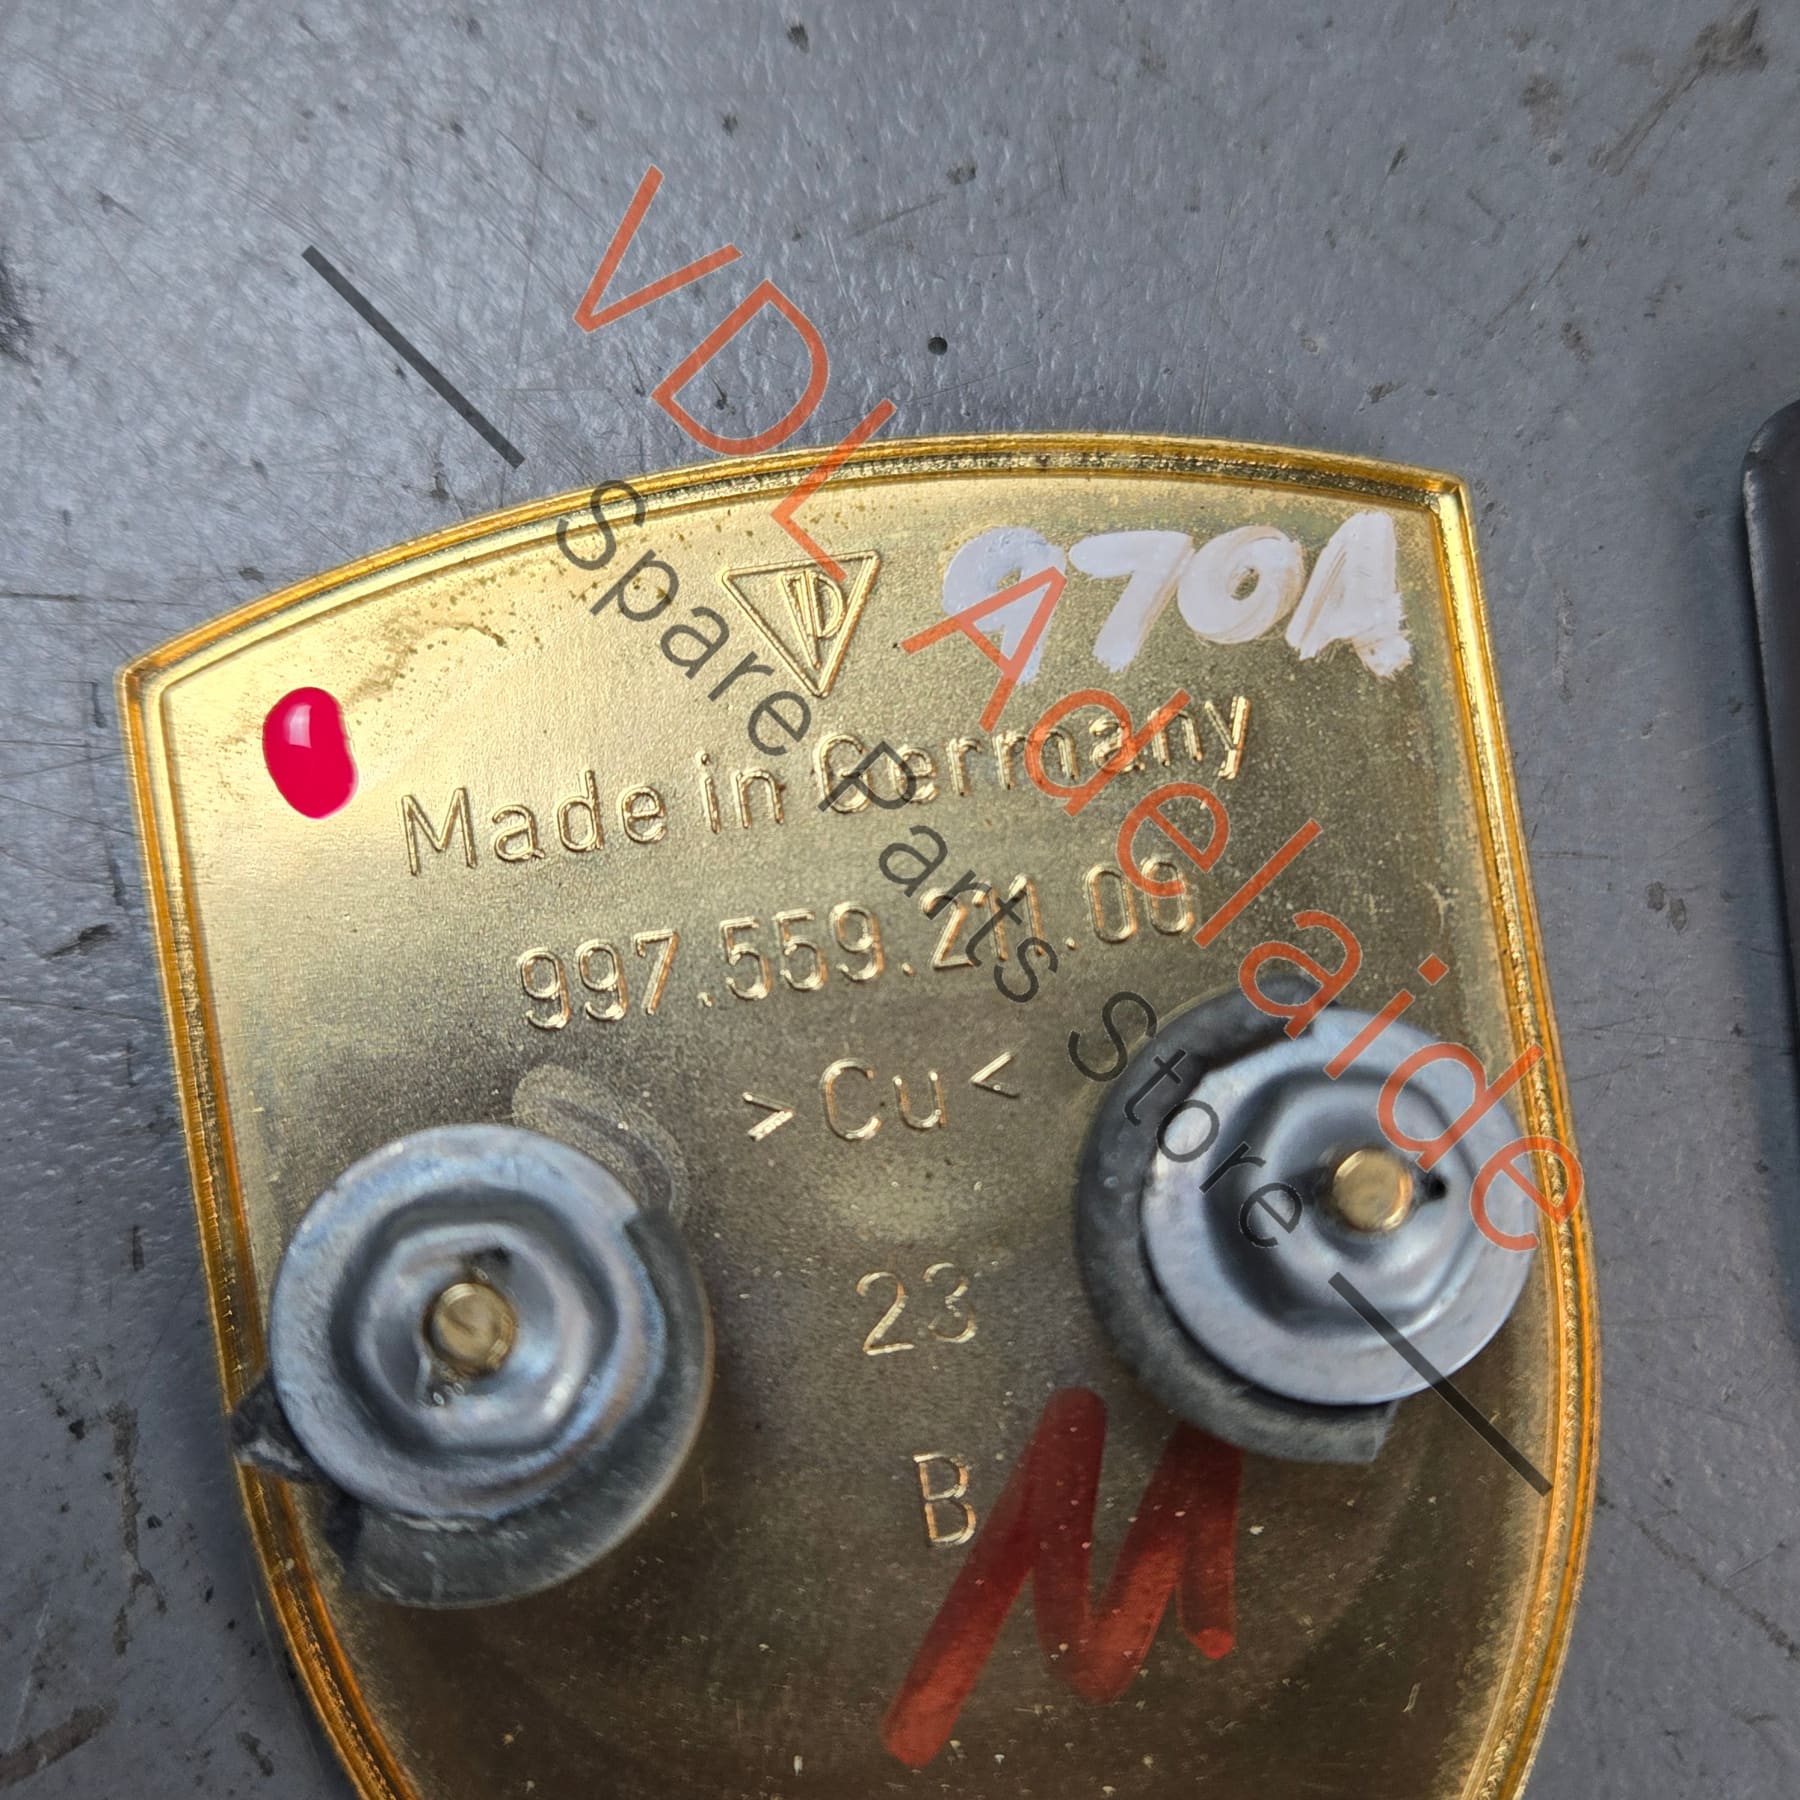 970A
Made in Germany
997.559.211.00
>Cu<
23
B
M
VDL Adelaide
Spare Parts Store